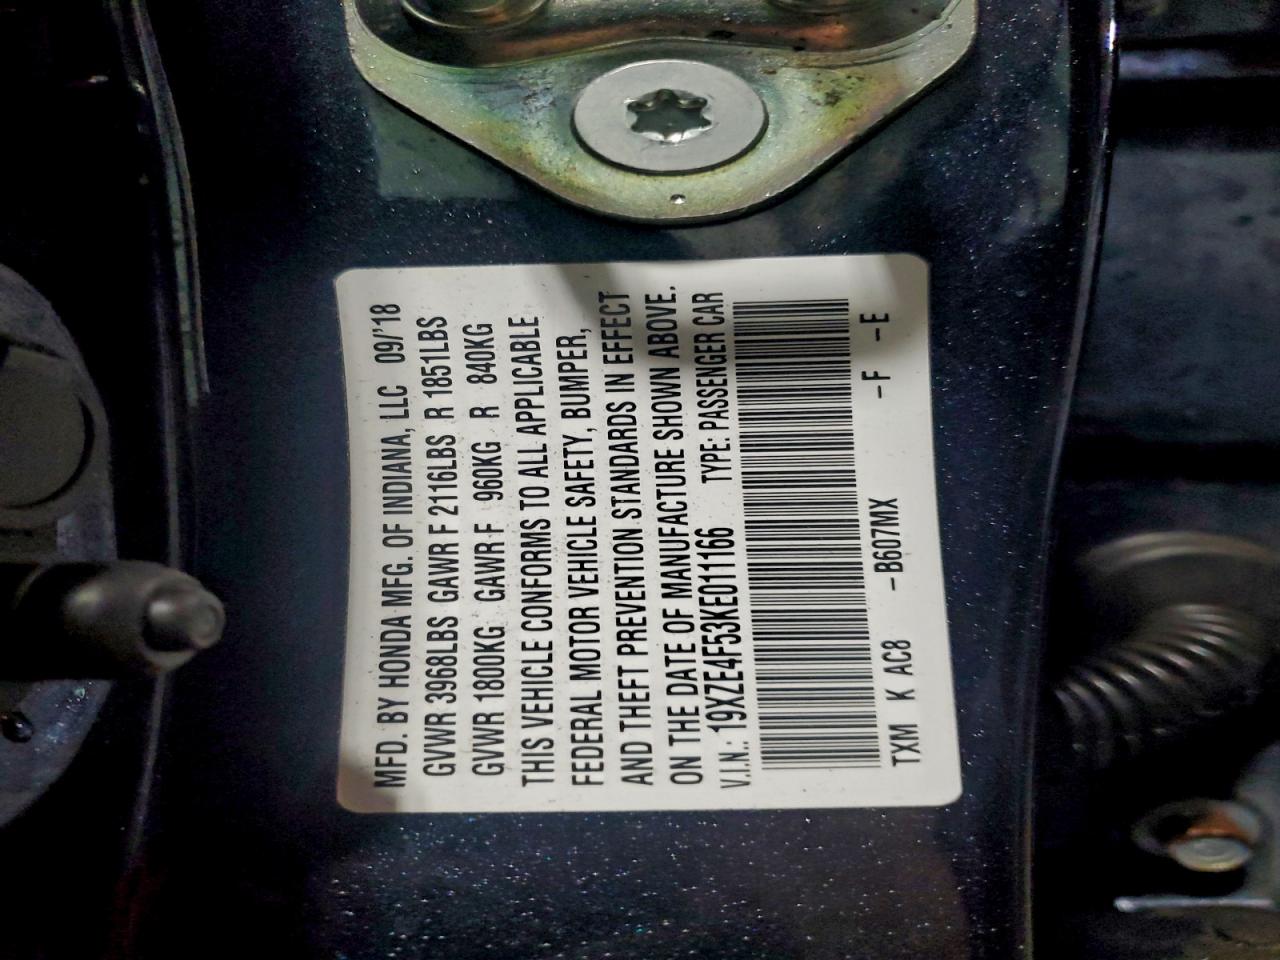 MFD. BY HONDA MFG. OF INDIANA, LLC 09/'18
GVWR 3968LBS GAWR F 2116LBS R 1851LBS
GVWR 1800KG GAWR F 960KG R 840KG
THIS VEHICLE CONFORMS TO ALL APPLICABLE
FEDERAL MOTOR VEHICLE SAFETY, BUMPER,
AND THEFT PREVENTION STANDARDS IN EFFECT
ON THE DATE OF MANUFACTURE SHOWN ABOVE.
V.I.N.: 19XZE4F53KE011166 TYPE: PASSENGER CAR
TXM K AC8 -B607MX -F -E